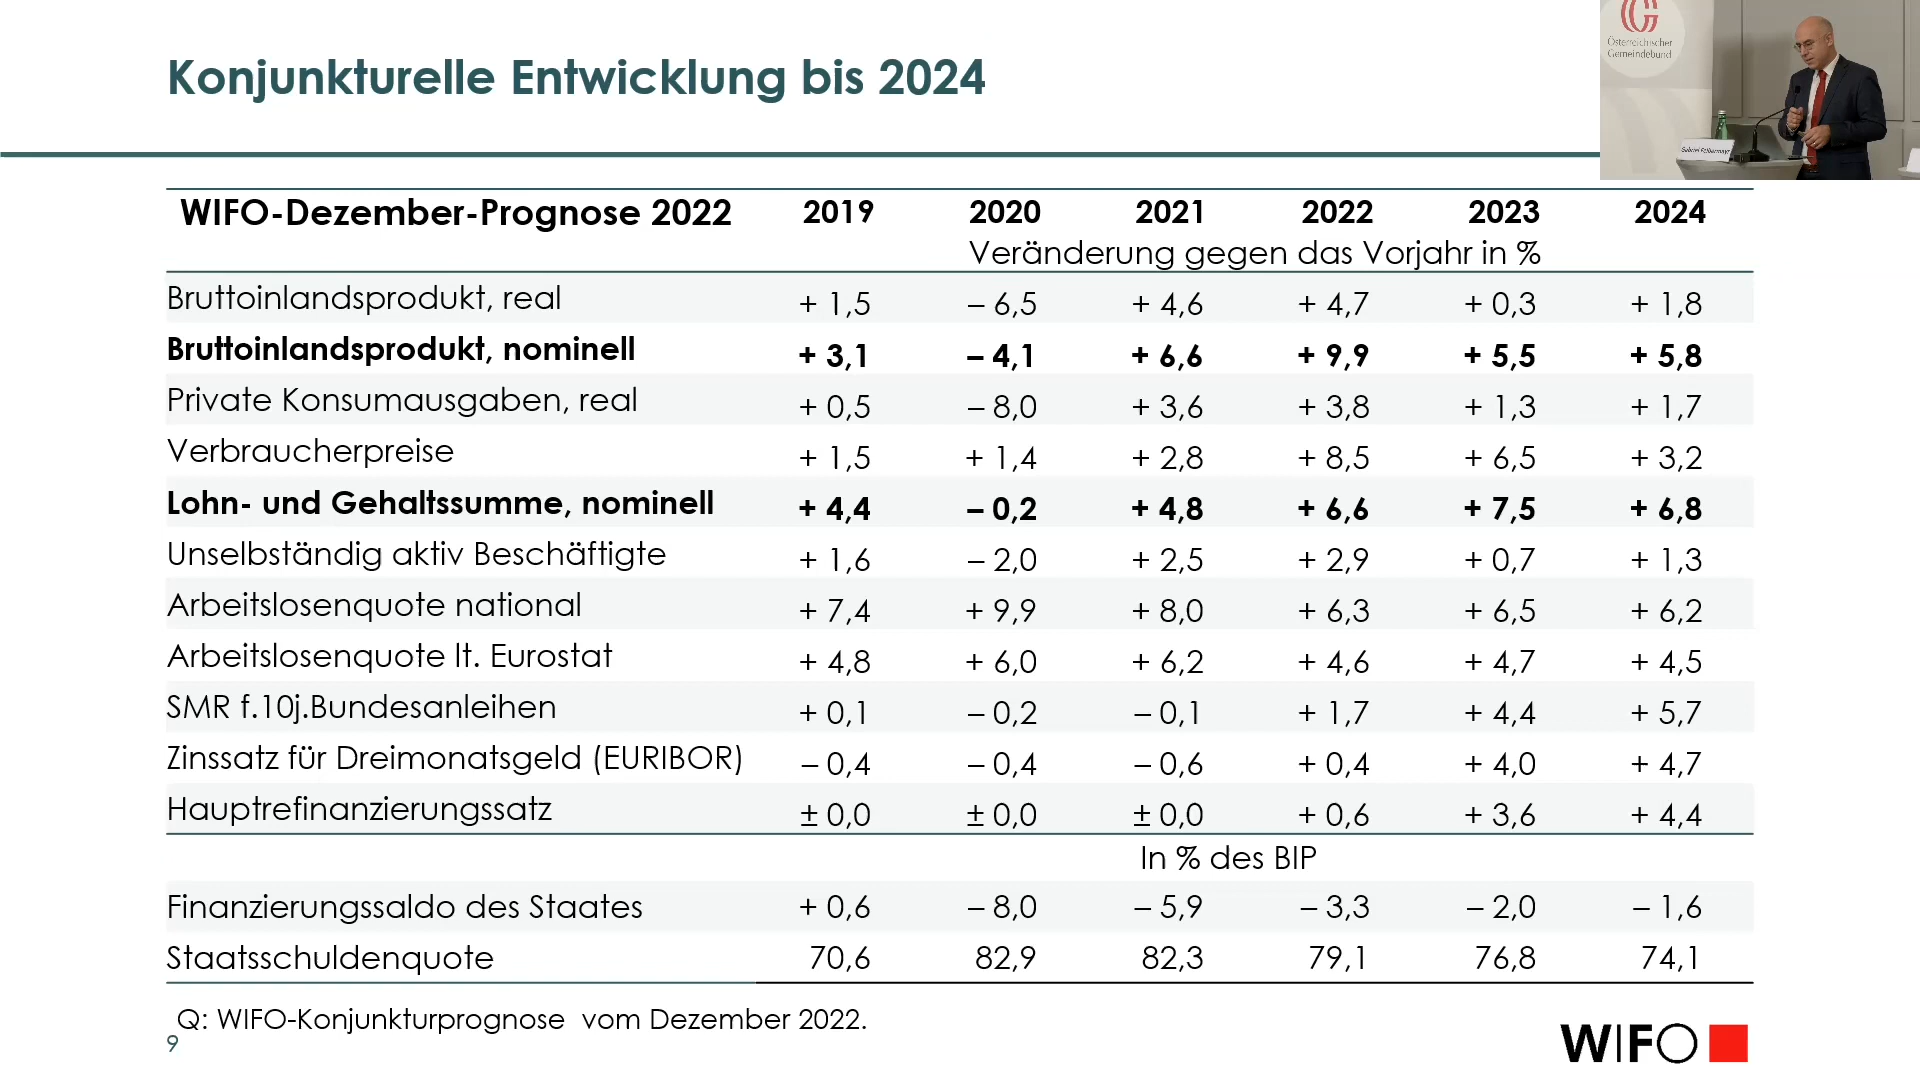 Konjunkturelle Entwicklung bis 2024
Österreichischer
Gemeindebund
Gabriel Felbermayr
WIFO-Dezember-Prognose 2022 2019 2020 2021 2022 2023 2024
Veränderung gegen das Vorjahr in %
Bruttoinlandsprodukt, real + 1,5 – 6,5 + 4,6 + 4,7 + 0,3 + 1,8
Bruttoinlandsprodukt, nominell + 3,1 – 4,1 + 6,6 + 9,9 + 5,5 + 5,8
Private Konsumausgaben, real + 0,5 – 8,0 + 3,6 + 3,8 + 1,3 + 1,7
Verbraucherpreise + 1,5 + 1,4 + 2,8 + 8,5 + 6,5 + 3,2
Lohn- und Gehaltssumme, nominell + 4,4 – 0,2 + 4,8 + 6,6 + 7,5 + 6,8
Unselbständig aktiv Beschäftigte + 1,6 – 2,0 + 2,5 + 2,9 + 0,7 + 1,3
Arbeitslosenquote national + 7,4 + 9,9 + 8,0 + 6,3 + 6,5 + 6,2
Arbeitslosenquote lt. Eurostat + 4,8 + 6,0 + 6,2 + 4,6 + 4,7 + 4,5
SMR f.10j.Bundesanleihen + 0,1 – 0,2 – 0,1 + 1,7 + 4,4 + 5,7
Zinssatz für Dreimonatsgeld (EURIBOR) – 0,4 – 0,4 – 0,6 + 0,4 + 4,0 + 4,7
Hauptrefinanzierungssatz ± 0,0 ± 0,0 ± 0,0 + 0,6 + 3,6 + 4,4
In % des BIP
Finanzierungssaldo des Staates + 0,6 – 8,0 – 5,9 – 3,3 – 2,0 – 1,6
Staatsschuldenquote 70,6 82,9 82,3 79,1 76,8 74,1
Q: WIFO-Konjunkturprognose vom Dezember 2022.
9
WIFO